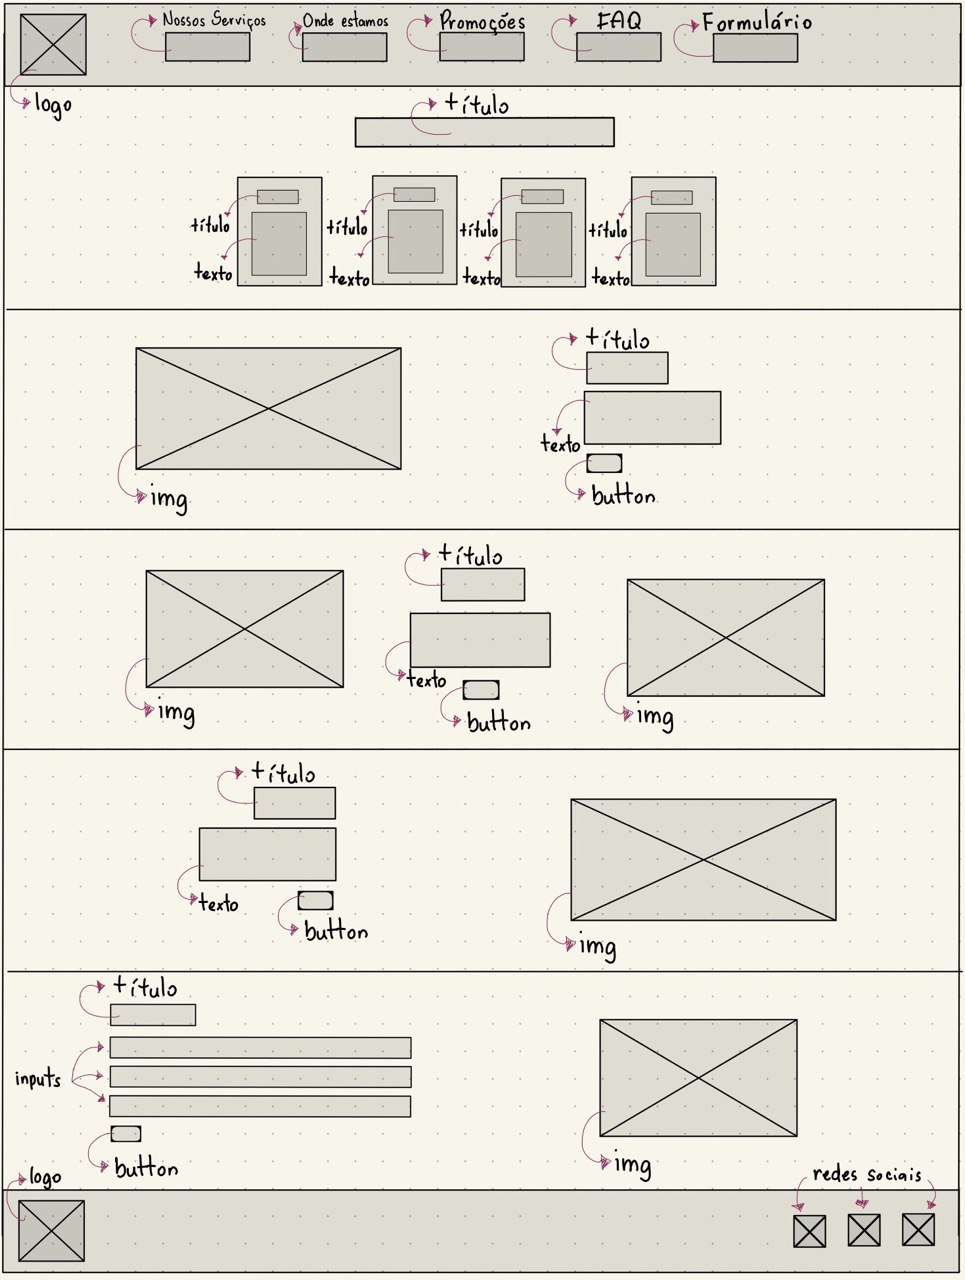 Nossos Serviços
Onde estamos
Promoções
FAQ
Formulário
logo
título
título
título
título
título
texto
texto
texto
texto
título
texto
button
img
título
texto
button
img
img
título
texto
button
img
título
inputs
button
img
logo
redes sociais